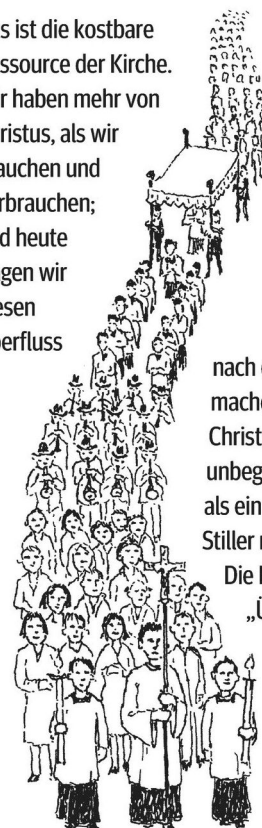 s ist die kostbare
ssource der Kirche.
r haben mehr von
ristus, als wir
auchen und
rbrauchen;
d heute
gen wir
esen
berfluss
nach
mache
Christ
unbeg
als ein
Stiller
Die
„Ü